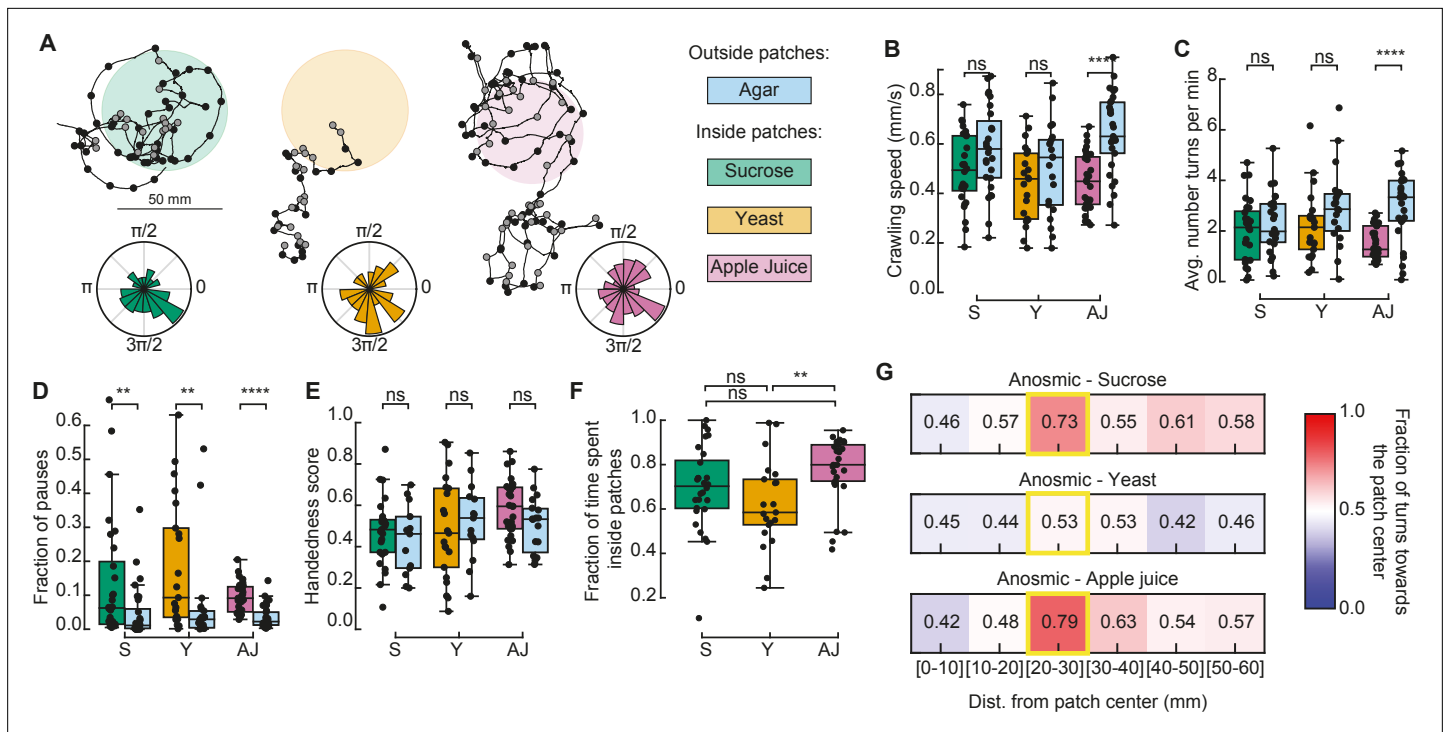 A
Outside patches:
Agar
Inside patches:
Sucrose
Yeast
Apple Juice
50 mm
π/2
π
0
3π/2
π/2
π
0
3π/2
π/2
π
0
3π/2
B
Crawling speed (mm/s)
0.8
0.6
0.4
0.2
0.0
ns
ns
***
S
Y
AJ
C
Avg. number turns per min
8
6
4
2
0
ns
ns
****
S
Y
AJ
D
Fraction of pauses
0.6
0.5
0.4
0.3
0.2
0.1
0.0
**
**
****
S
Y
AJ
E
Handedness score
1.0
0.8
0.6
0.4
0.2
0.0
ns
ns
ns
S
Y
AJ
F
Fraction of time spent
inside patches
1.0
0.8
0.6
0.4
0.2
ns
**
ns
S
Y
AJ
G
Anosmic - Sucrose
0.46 0.57 0.73 0.55 0.61 0.58
Anosmic - Yeast
0.45 0.44 0.53 0.53 0.42 0.46
Anosmic - Apple juice
0.42 0.48 0.79 0.63 0.54 0.57
[0-10] [10-20] [20-30] [30-40] [40-50] [50-60]
Dist. from patch center (mm)
1.0
0.5
0.0
Fraction of turns towards
the patch center